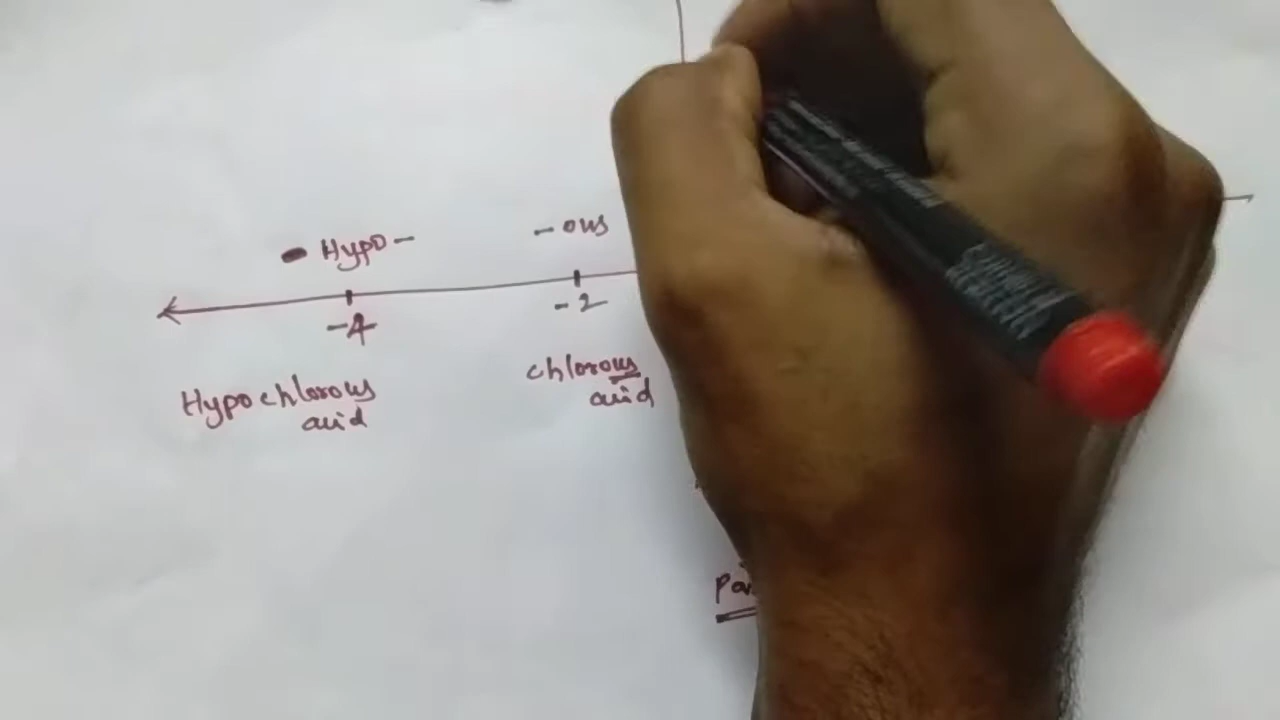 - Hypo -
- ous
-4
-2
Hypochlorous
acid
chlorous
acid